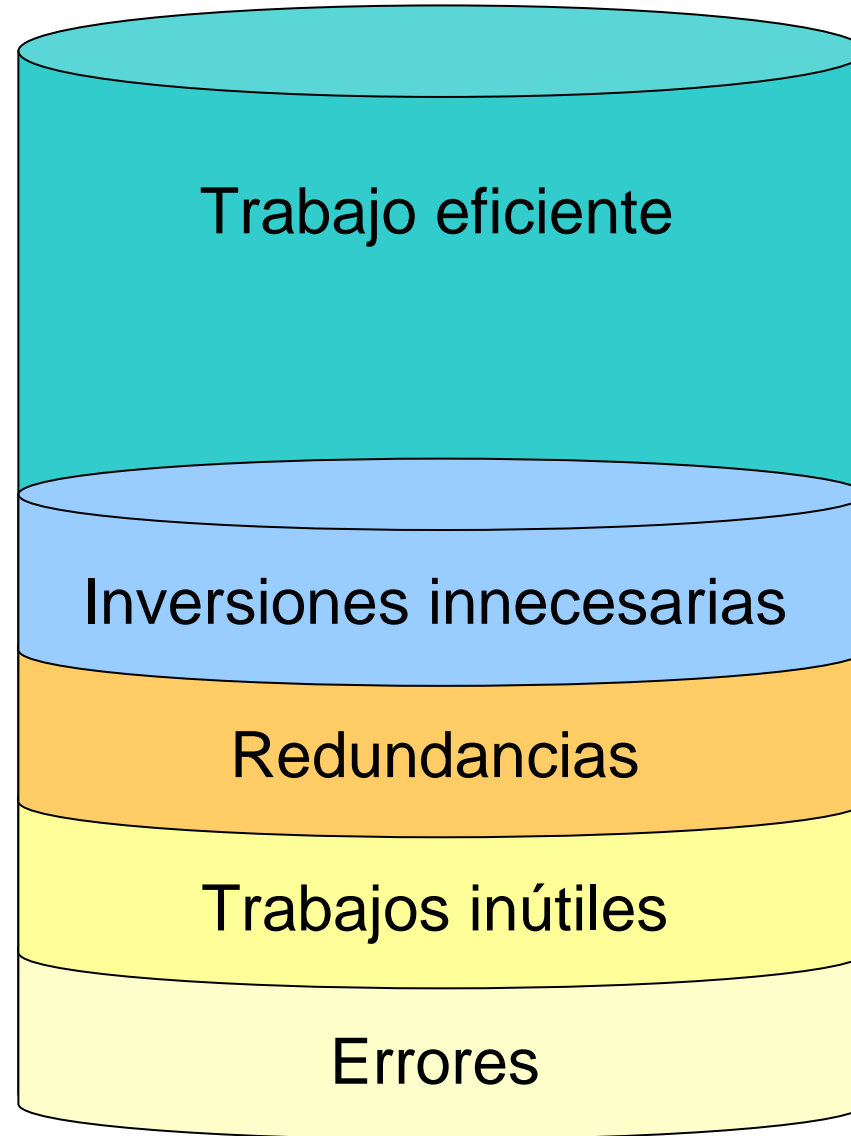 Trabajo eficiente
Inversiones innecesarias
Redundancias
Trabajos inútiles
Errores